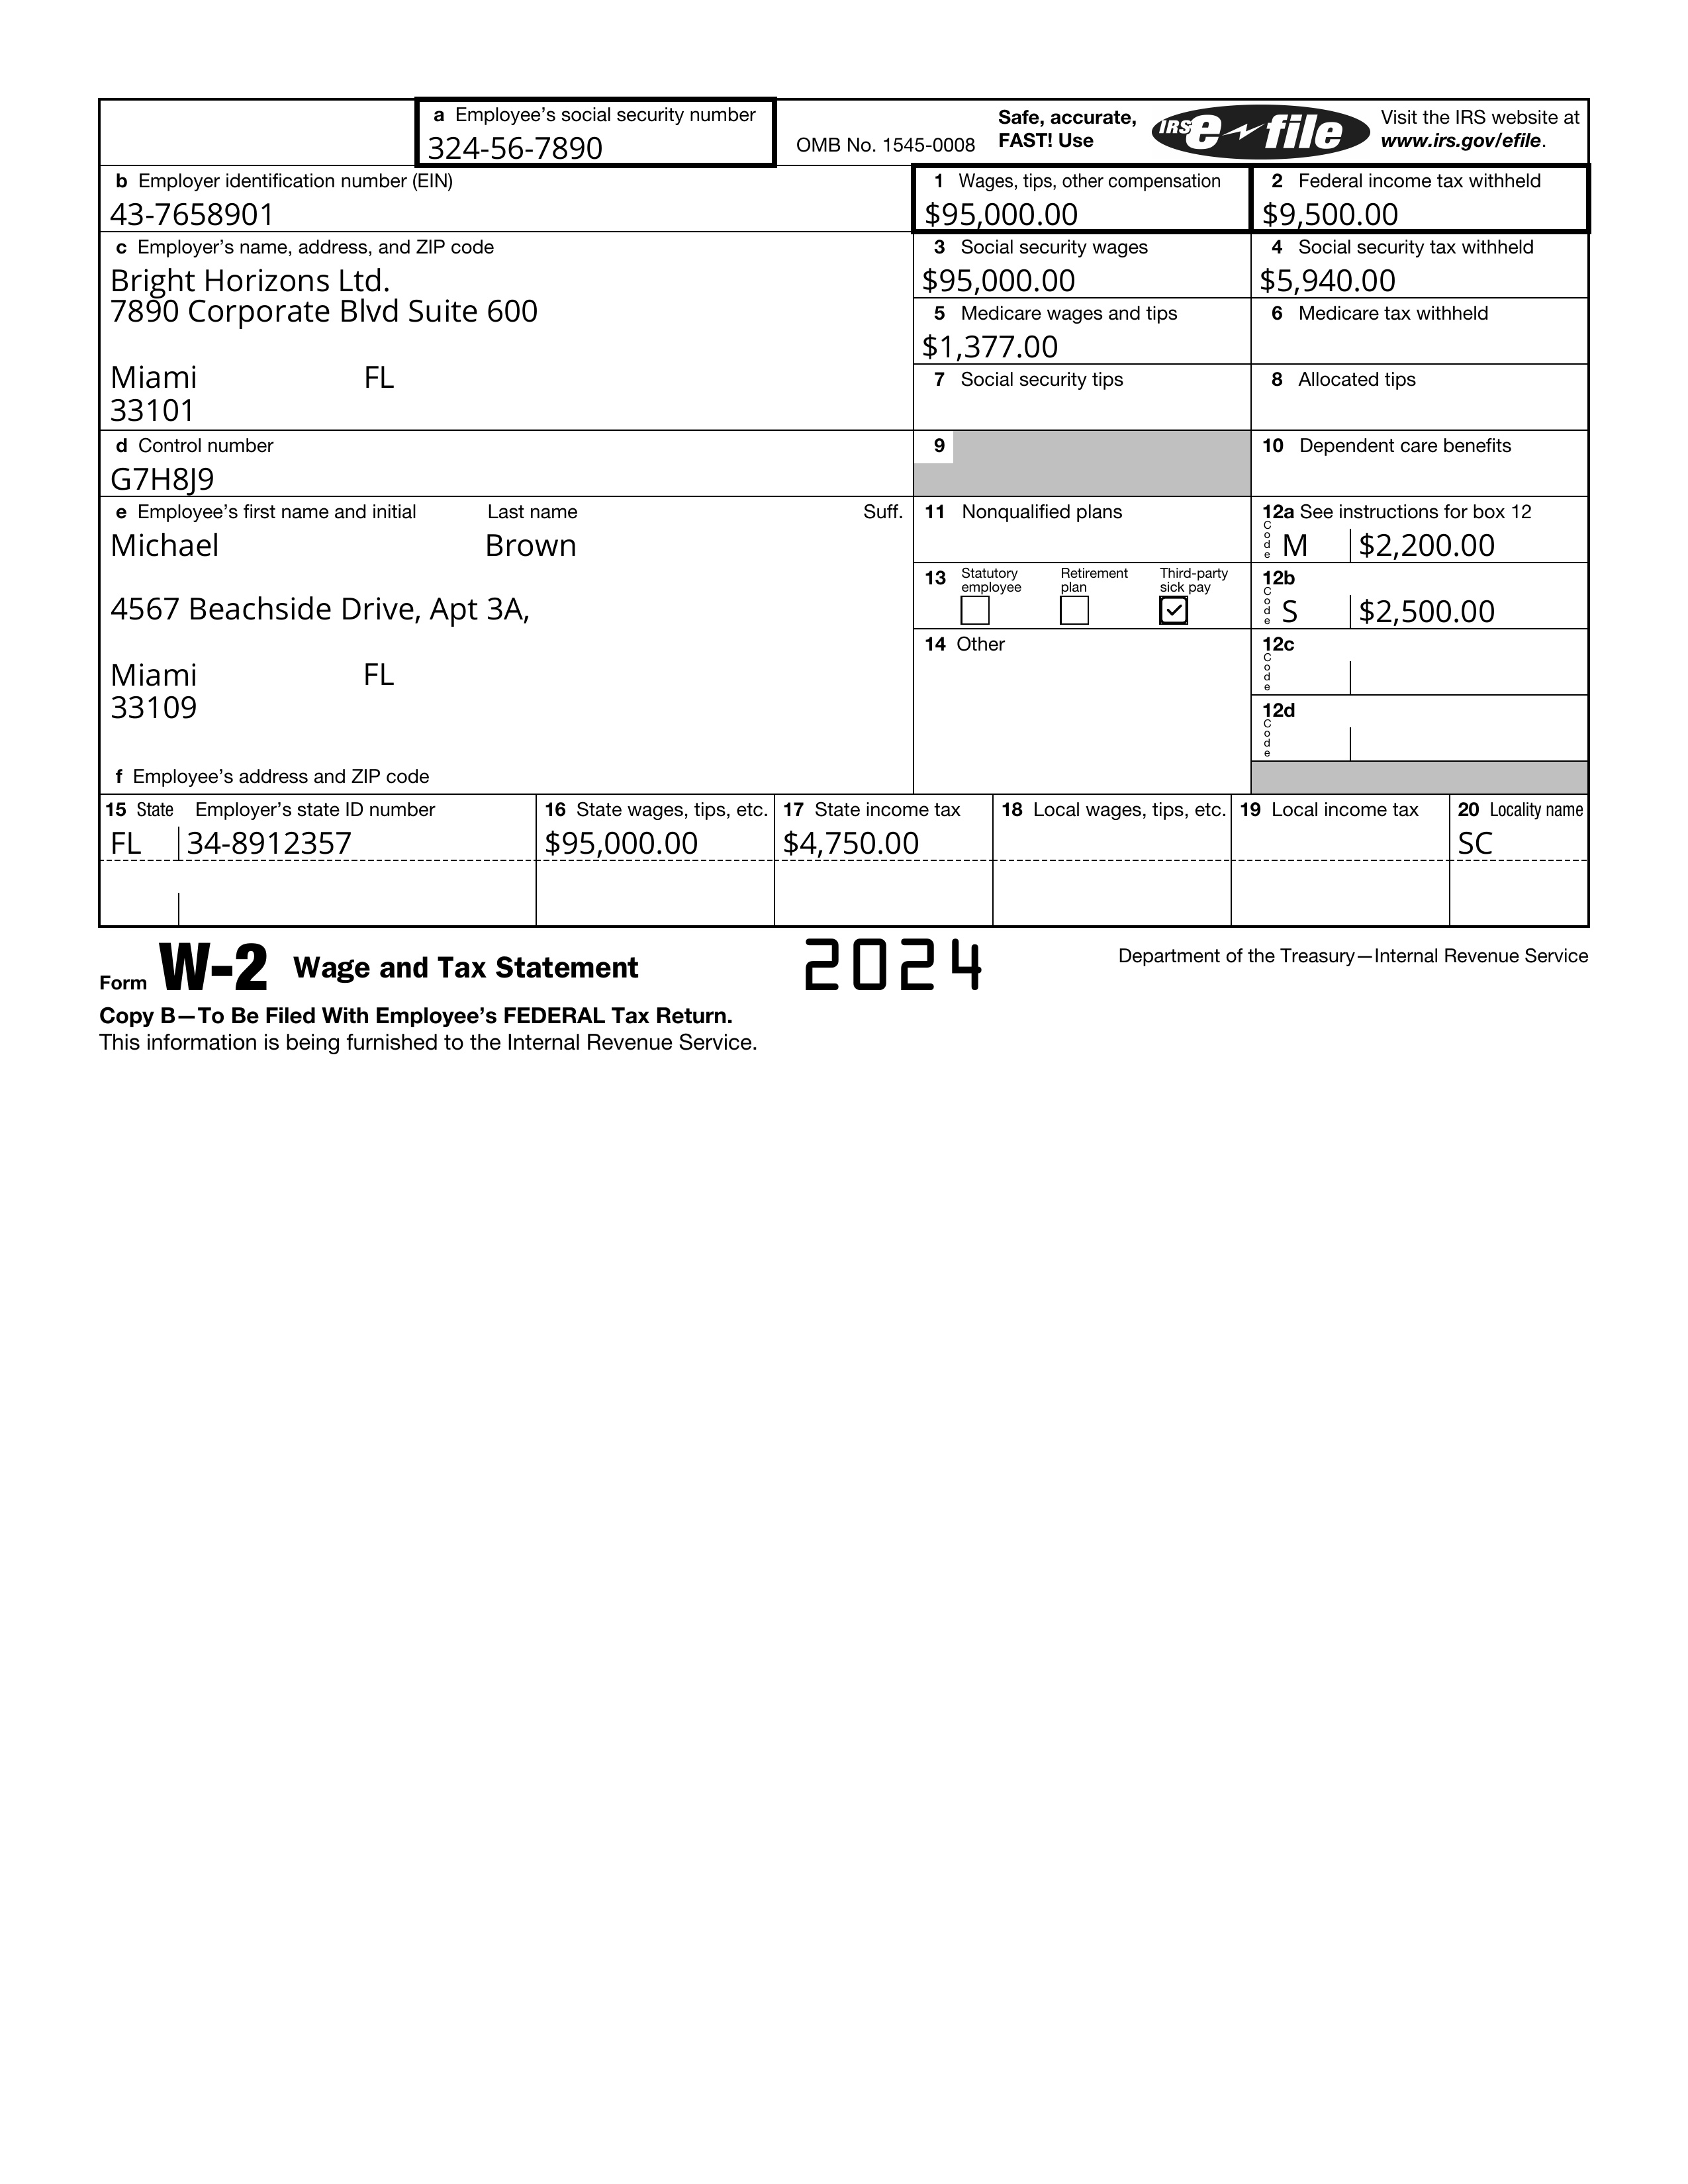 a Employee's social security number
324-56-7890
OMB No. 1545-0008
Safe, accurate,
FAST! Use
IRS e file
Visit the IRS website at
www.irs.gov/efile.
b Employer identification number (EIN)
43-7658901
1 Wages, tips, other compensation
$95,000.00
2 Federal income tax withheld
$9,500.00
c Employer's name, address, and ZIP code
Bright Horizons Ltd.
7890 Corporate Blvd Suite 600
Miami FL
33101
3 Social security wages
$95,000.00
4 Social security tax withheld
$5,940.00
5 Medicare wages and tips
$1,377.00
6 Medicare tax withheld
7 Social security tips
8 Allocated tips
d Control number
G7H8J9
9
10 Dependent care benefits
e Employee's first name and initial Last name Suff.
Michael Brown
4567 Beachside Drive, Apt 3A,
Miami FL
33109
f Employee's address and ZIP code
11 Nonqualified plans
12a See instructions for box 12
Code M $2,200.00
13 Statutory employee Retirement plan Third-party sick pay
12b
Code S $2,500.00
14 Other
12c
Code
12d
Code
15 State Employer's state ID number 16 State wages, tips, etc. 17 State income tax 18 Local wages, tips, etc. 19 Local income tax 20 Locality name
FL 34-8912357 $95,000.00 $4,750.00 SC
Form W-2 Wage and Tax Statement 2024 Department of the Treasury—Internal Revenue Service
Copy B—To Be Filed With Employee's FEDERAL Tax Return.
This information is being furnished to the Internal Revenue Service.